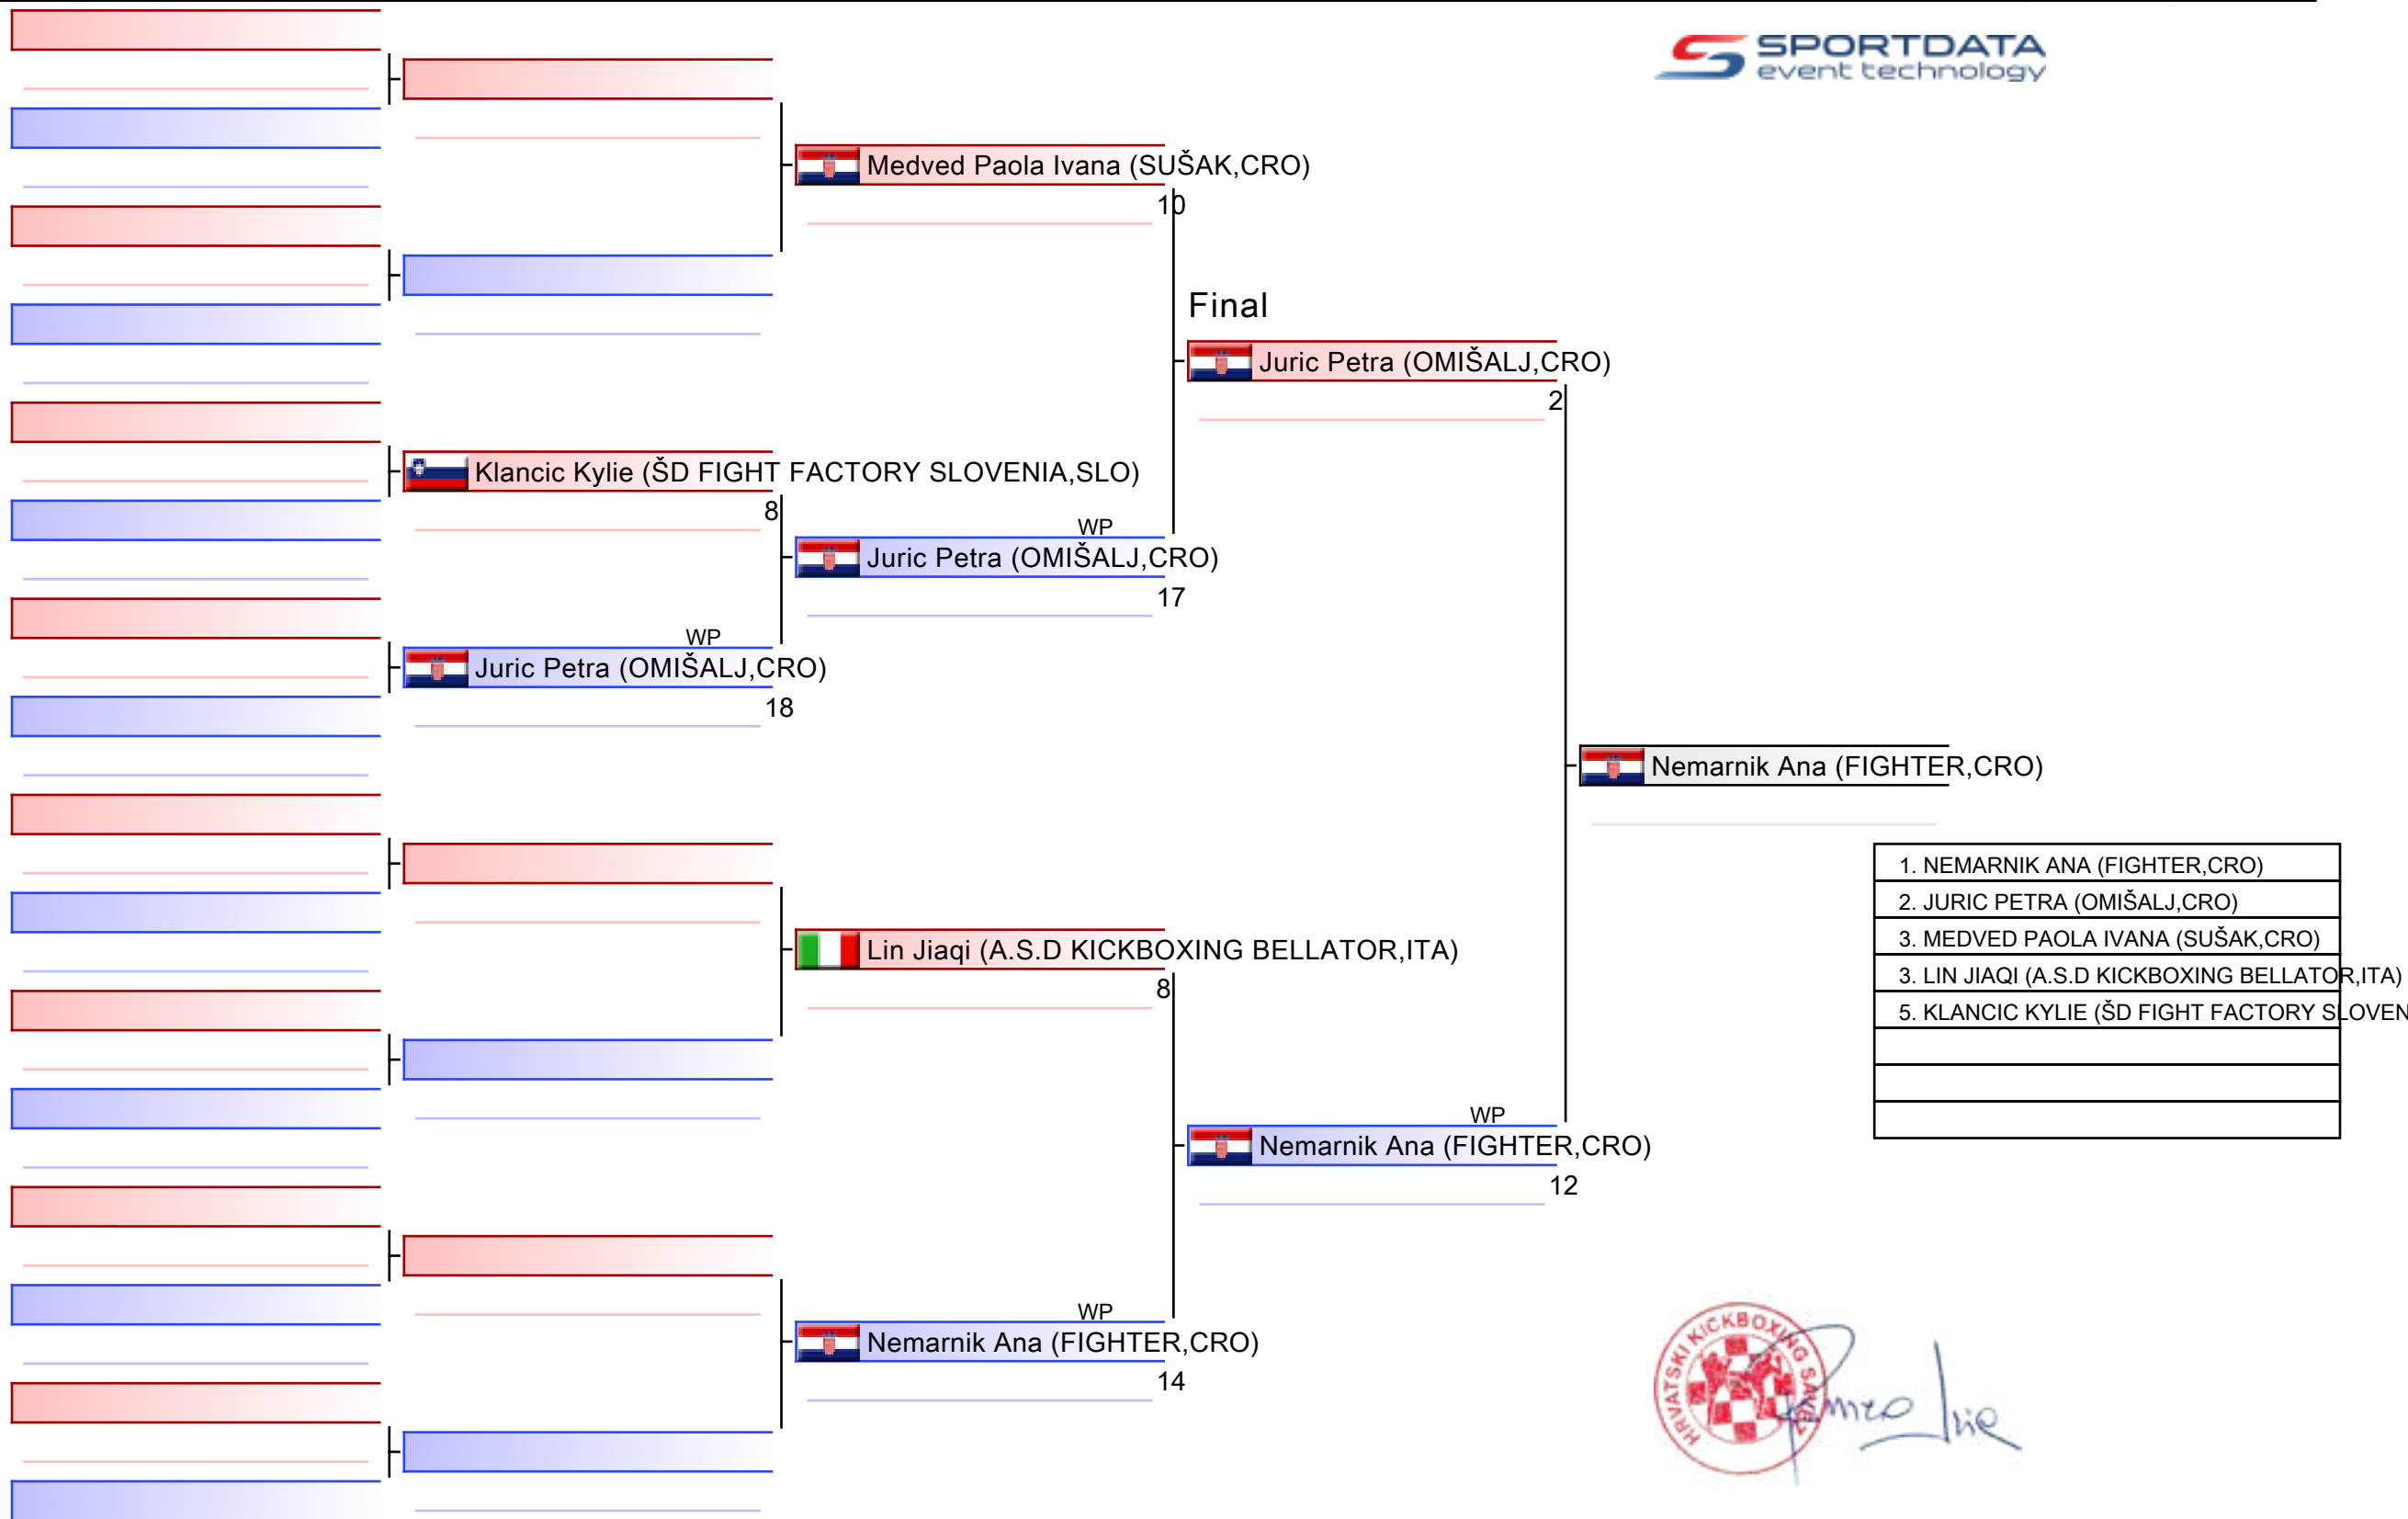 SPORTDATA
event technology
Medved Paola Ivana (SUŠAK,CRO)
10
Final
Juric Petra (OMIŠALJ,CRO)
2
Klancic Kylie (ŠD FIGHT FACTORY SLOVENIA,SLO)
8
WP
Juric Petra (OMIŠALJ,CRO)
17
WP
Juric Petra (OMIŠALJ,CRO)
18
Nemarnik Ana (FIGHTER,CRO)
1. NEMARNIK ANA (FIGHTER,CRO)
2. JURIC PETRA (OMIŠALJ,CRO)
3. MEDVED PAOLA IVANA (SUŠAK,CRO)
3. LIN JIAQI (A.S.D KICKBOXING BELLATOR,ITA)
5. KLANCIC KYLIE (ŠD FIGHT FACTORY SLOVEN
Lin Jiaqi (A.S.D KICKBOXING BELLATOR,ITA)
8
WP
Nemarnik Ana (FIGHTER,CRO)
12
WP
Nemarnik Ana (FIGHTER,CRO)
14
HRVATSKI KICKBOXING SAVEZ